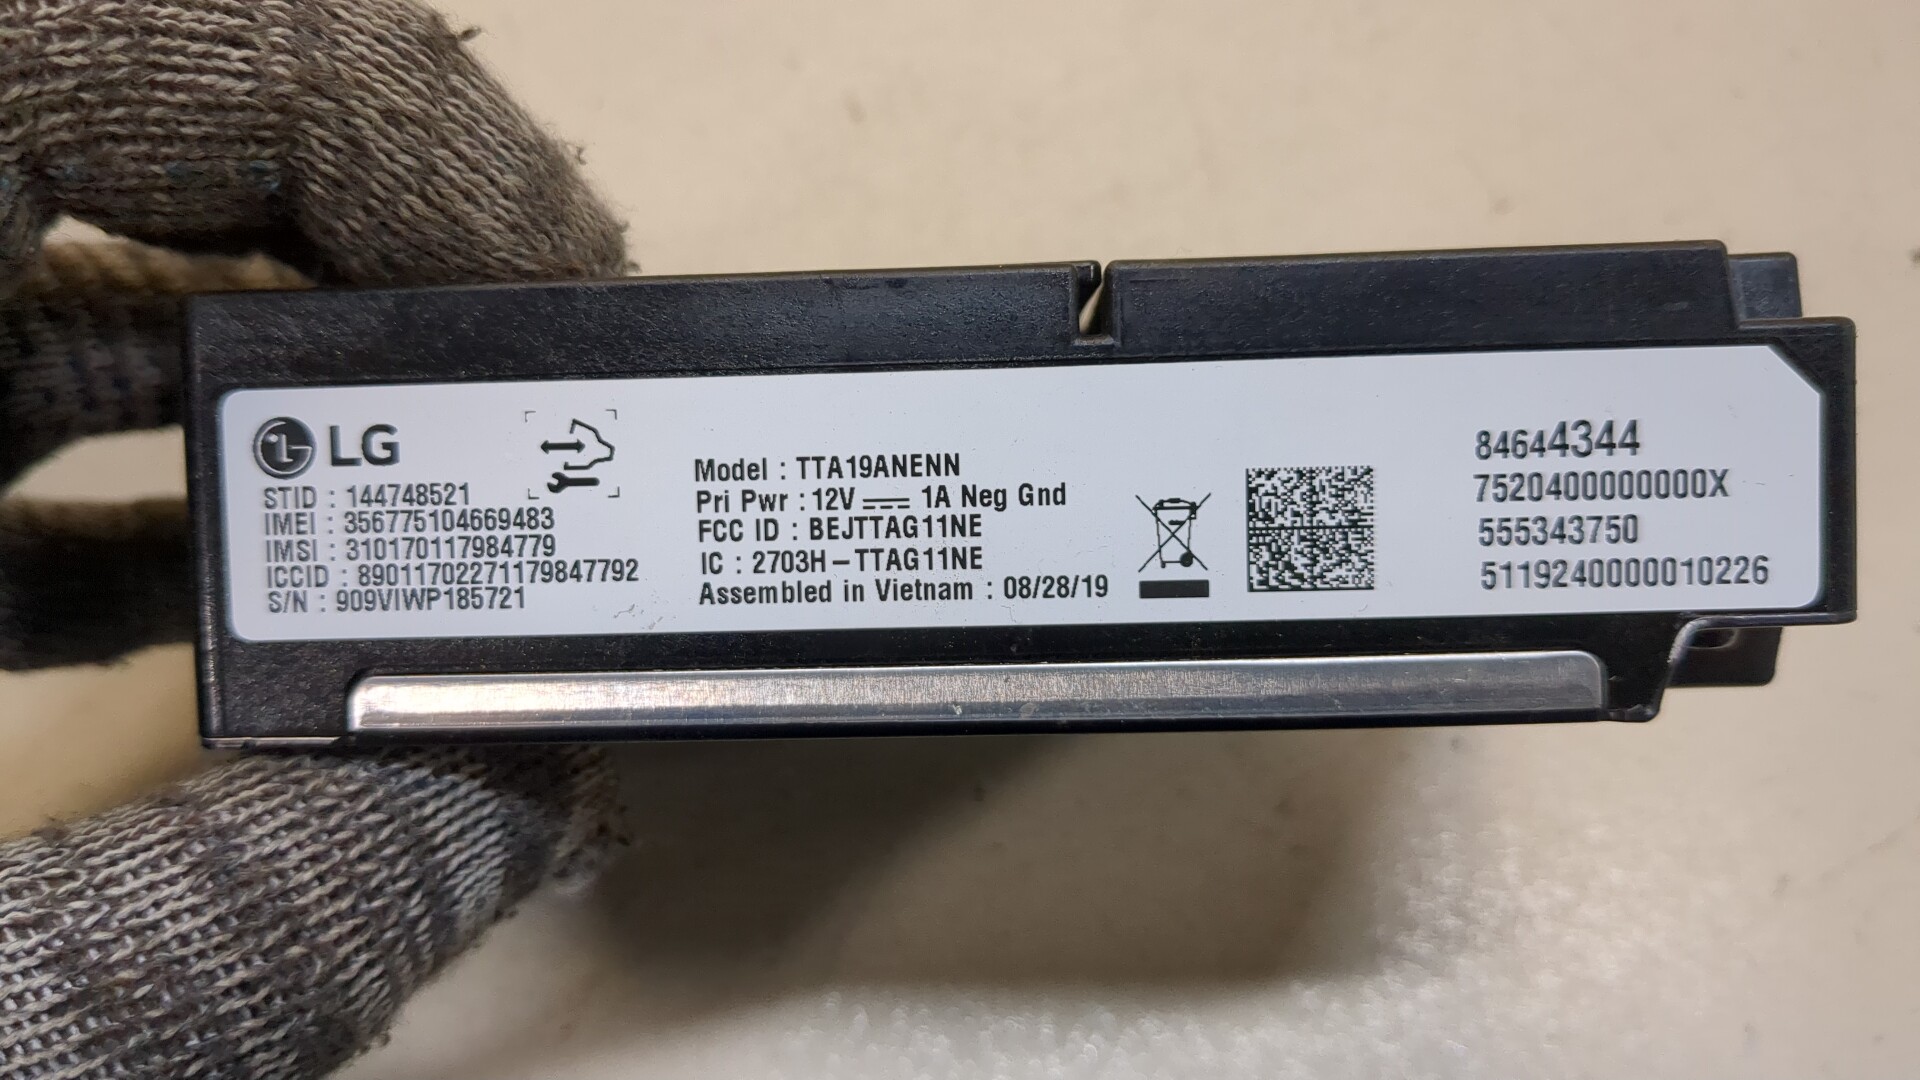 LG
STID : 144748521
IMEI : 356775104669483
IMSI : 310170117984779
ICCID : 89011702271179847792
S/N : 909VIWP185721
Model : TTA19ANENN
Pri Pwr : 12V ⎓ 1A Neg Gnd
FCC ID : BEJTTAG11NE
IC : 2703H-TTAG11NE
Assembled in Vietnam : 08/28/19
84644344
7520400000000X
555343750
5119240000010226